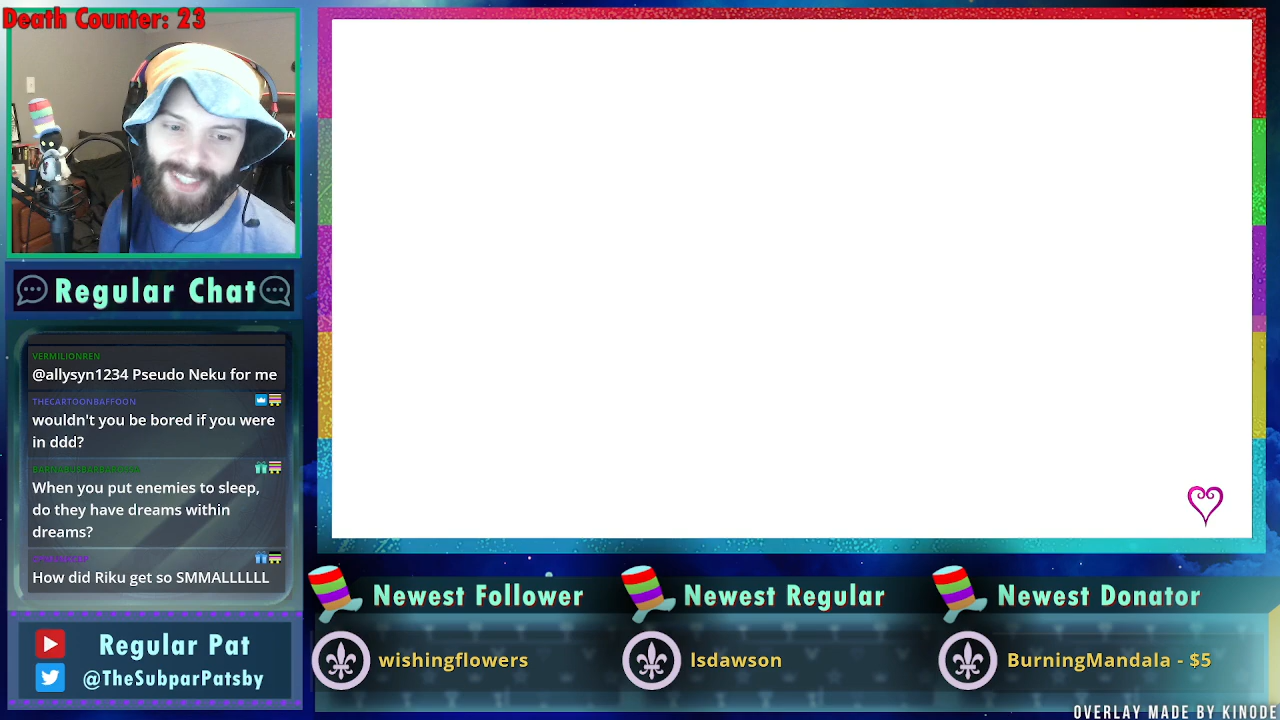 Death Counter: 23
Regular Chat
VERMILIONREN
@allysyn1234 Pseudo Neku for me
THECARTOONBAFFOON
wouldn't you be bored if you were
in ddd?
When you put enemies to sleep,
do they have dreams within
dreams?
How did Riku get so SMMALLLLL
Regular Pat
@TheSubparPatsby
Newest Follower
wishingflowers
Newest Regular
lsdawson
Newest Donator
BurningMandala - $5
OVERLAY MADE BY KINODE